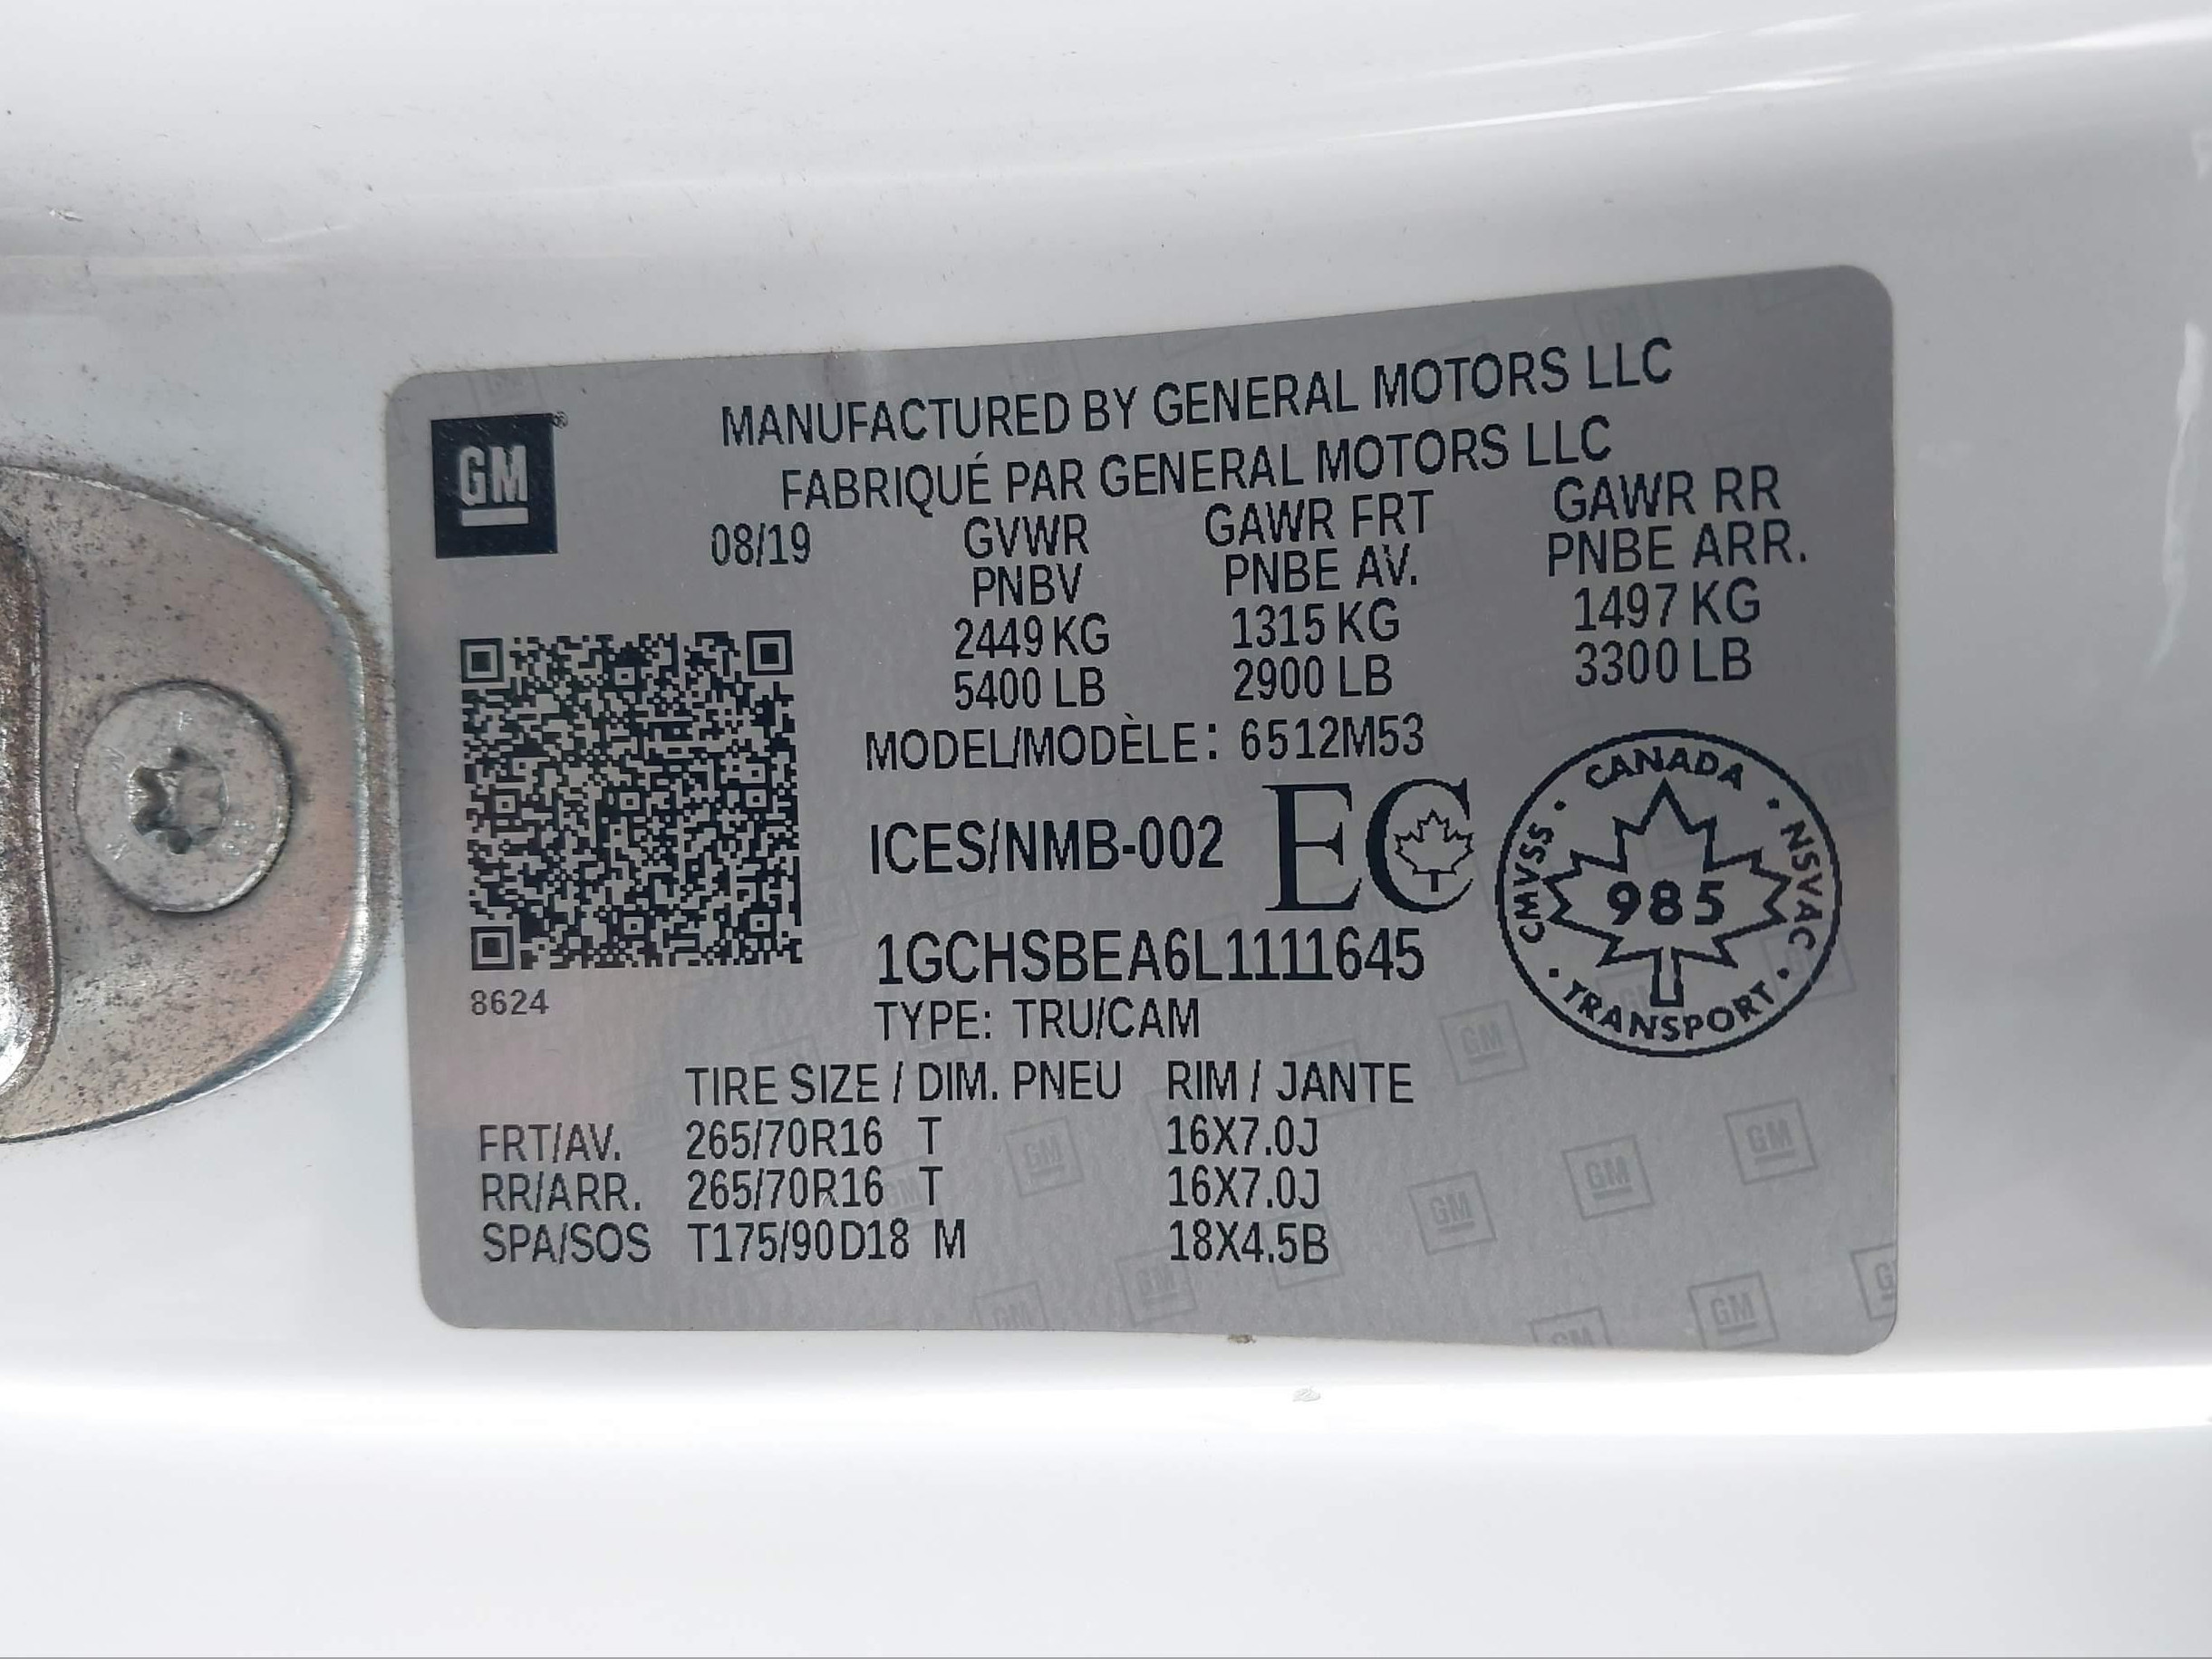 GM
MANUFACTURED BY GENERAL MOTORS LLC
FABRIQUÉ PAR GENERAL MOTORS LLC
08/19 GVWR GAWR FRT GAWR RR
PNBV PNBE AV. PNBE ARR.
2449 KG 1315 KG 1497 KG
5400 LB 2900 LB 3300 LB
MODEL/MODÈLE: 6512M53
ICES/NMB-002 EC
CANADA · NSVAC · TRANSPORT · CMVSS ·
985
1GCHSBEA6L1111645
8624
TYPE: TRU/CAM
TIRE SIZE / DIM. PNEU RIM / JANTE
FRT/AV. 265/70R16 T 16X7.0J
RR/ARR. 265/70R16 T 16X7.0J
SPA/SOS T175/90D18 M 18X4.5B